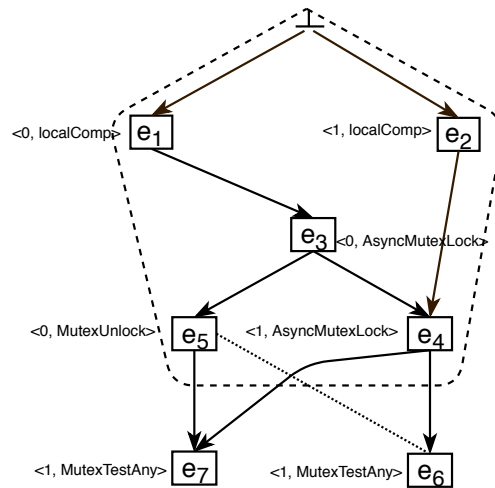 ⊥
<0, localComp> e1
<1, localComp> e2
e3 <0, AsyncMutexLock>
<0, MutexUnlock> e5
<1, AsyncMutexLock> e4
<1, MutexTestAny> e7
<1, MutexTestAny> e6